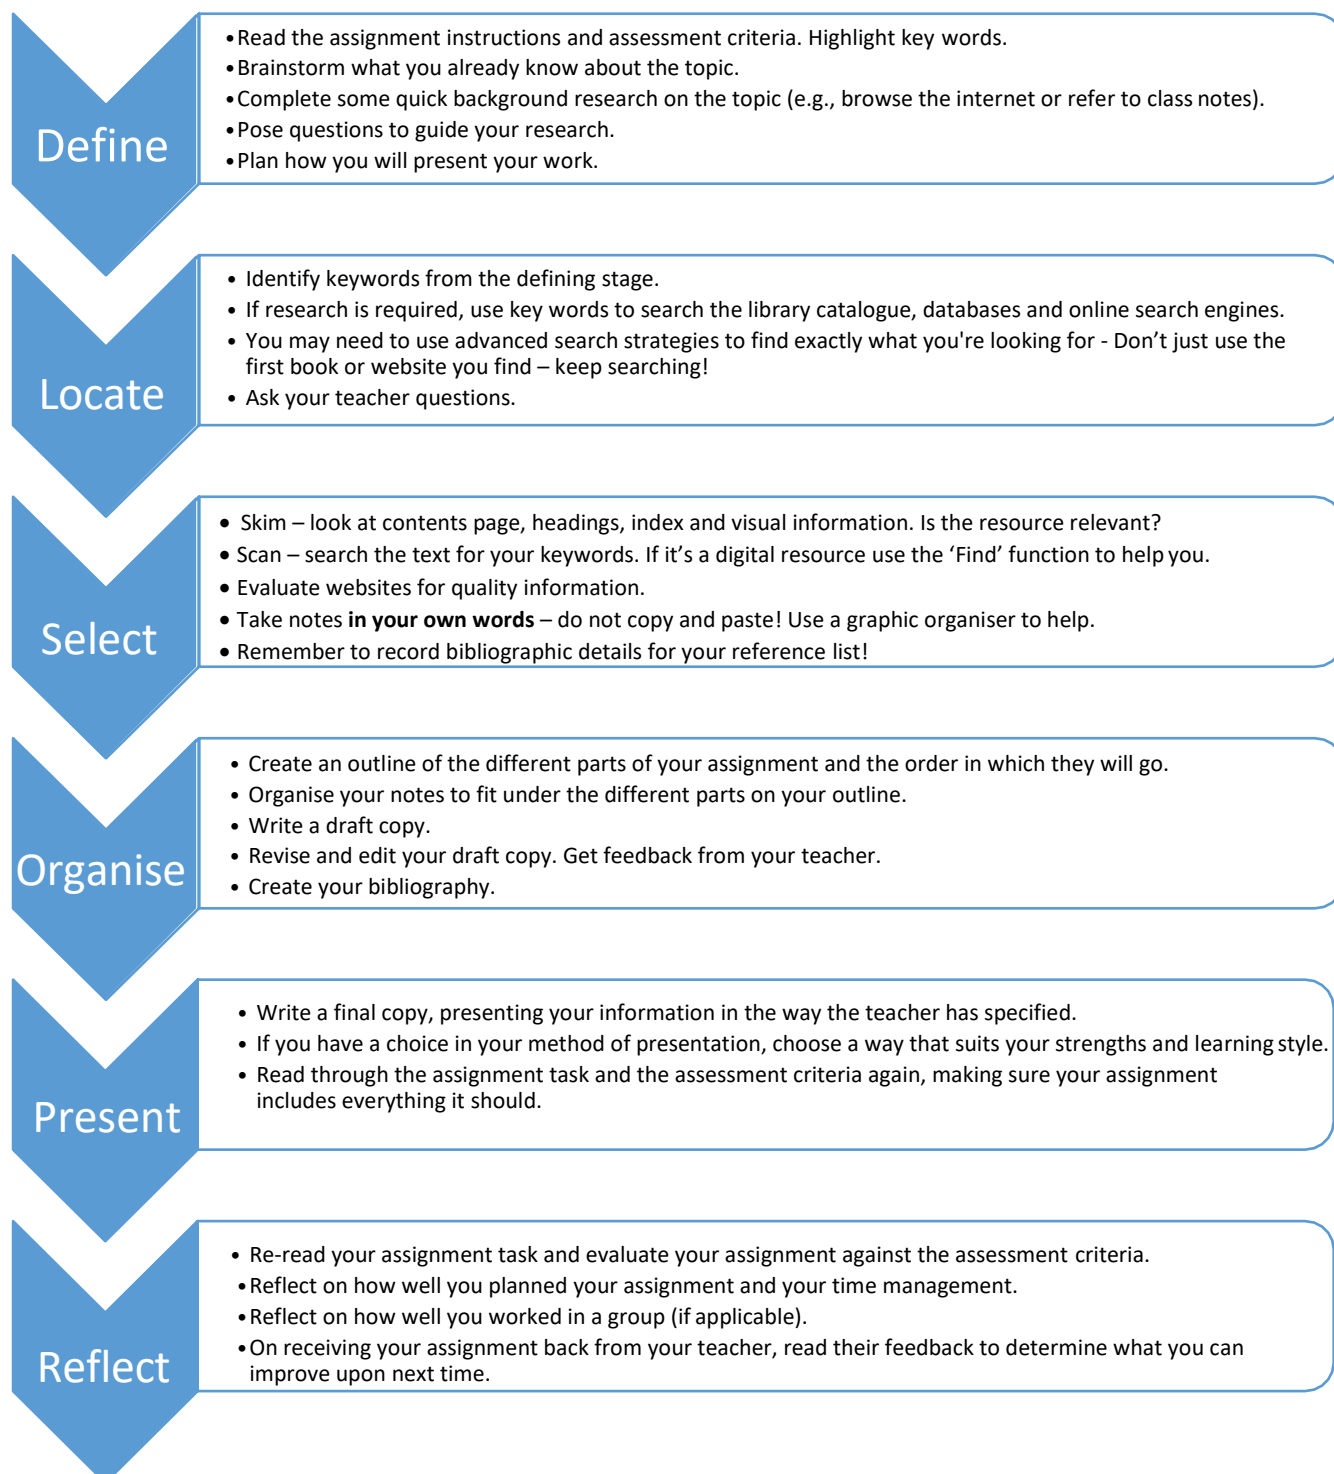 Define
•Read the assignment instructions and assessment criteria. Highlight key words.
•Brainstorm what you already know about the topic.
•Complete some quick background research on the topic (e.g., browse the internet or refer to class notes).
•Pose questions to guide your research.
•Plan how you will present your work.
Locate
• Identify keywords from the defining stage.
• If research is required, use key words to search the library catalogue, databases and online search engines.
• You may need to use advanced search strategies to find exactly what you're looking for - Don’t just use the
first book or website you find – keep searching!
• Ask your teacher questions.
Select
• Skim – look at contents page, headings, index and visual information. Is the resource relevant?
• Scan – search the text for your keywords. If it’s a digital resource use the ‘Find’ function to help you.
• Evaluate websites for quality information.
• Take notes in your own words – do not copy and paste! Use a graphic organiser to help.
• Remember to record bibliographic details for your reference list!
Organise
• Create an outline of the different parts of your assignment and the order in which they will go.
• Organise your notes to fit under the different parts on your outline.
• Write a draft copy.
• Revise and edit your draft copy. Get feedback from your teacher.
• Create your bibliography.
Present
• Write a final copy, presenting your information in the way the teacher has specified.
• If you have a choice in your method of presentation, choose a way that suits your strengths and learning style.
• Read through the assignment task and the assessment criteria again, making sure your assignment
includes everything it should.
Reflect
• Re-read your assignment task and evaluate your assignment against the assessment criteria.
•Reflect on how well you planned your assignment and your time management.
•Reflect on how well you worked in a group (if applicable).
•On receiving your assignment back from your teacher, read their feedback to determine what you can
improve upon next time.